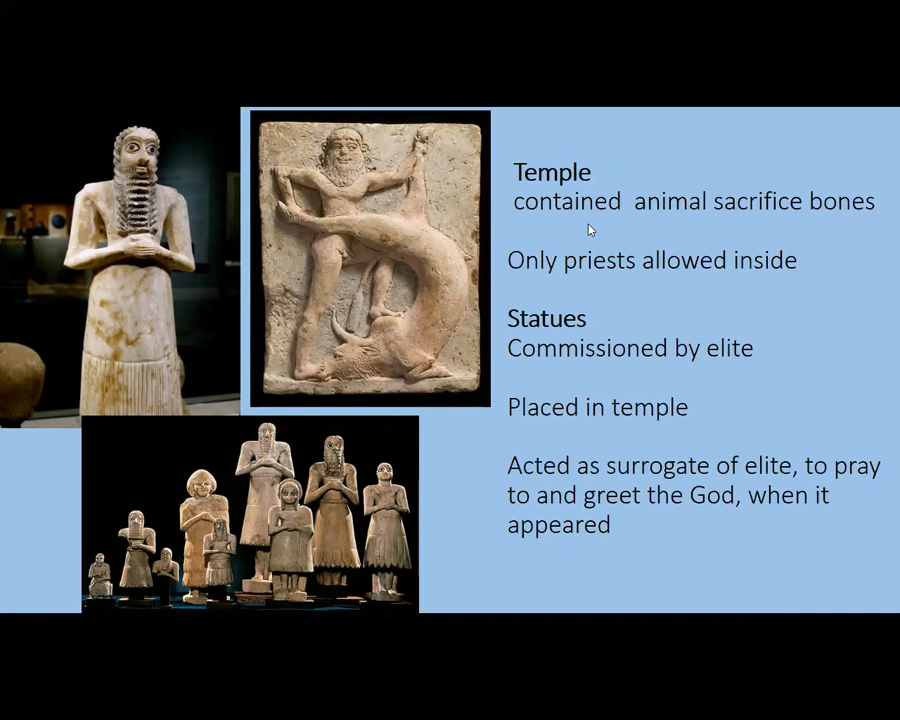 Temple
contained animal sacrifice bones
Only priests allowed inside
Statues
Commissioned by elite
Placed in temple
Acted as surrogate of elite, to pray
to and greet the God, when it
appeared